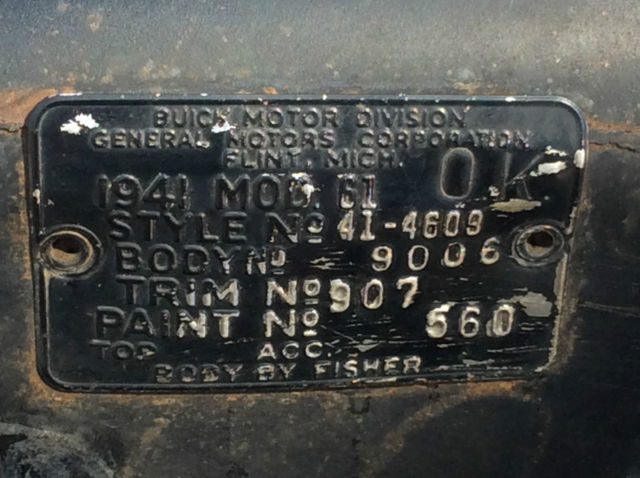 BUICK MOTOR DIVISION
GENERAL MOTORS CORPORATION
FLINT, MICH.
OK
1941 MOD. 61
STYLE Nº 41-4609
BODY Nº 9006
TRIM Nº 907
PAINT Nº 560
TOP ACC.
BODY BY FISHER